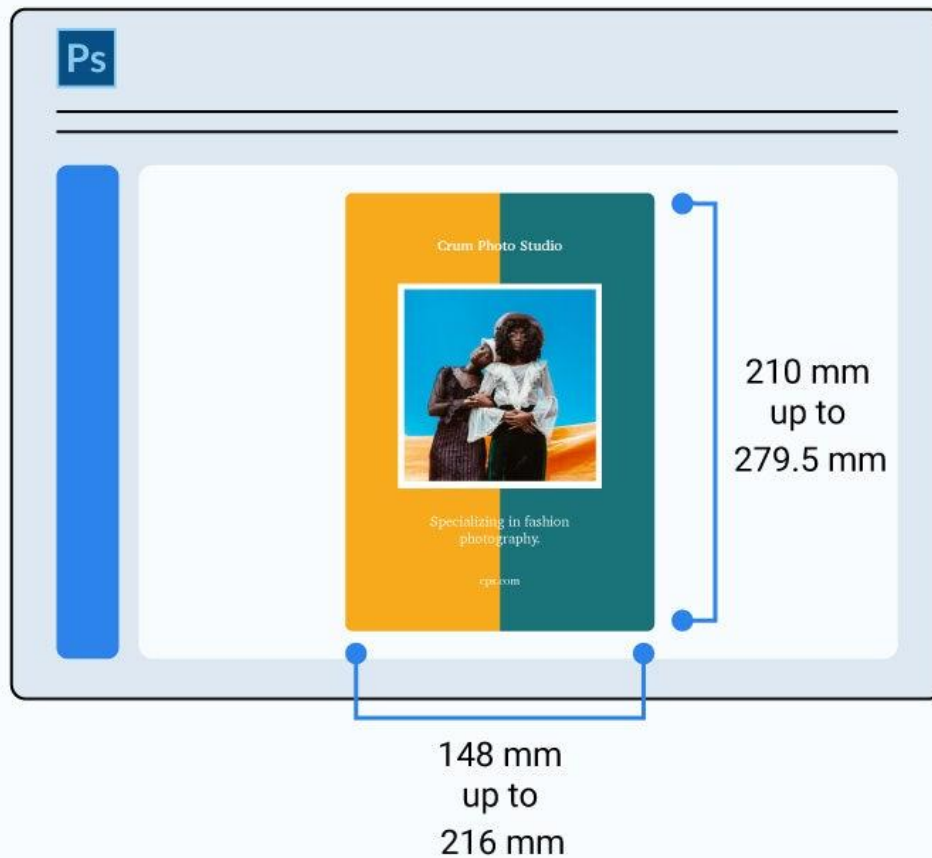 Ps
Crum Photo Studio
Specializing in fashion
photography.
cps.com
210 mm
up to
279.5 mm
148 mm
up to
216 mm